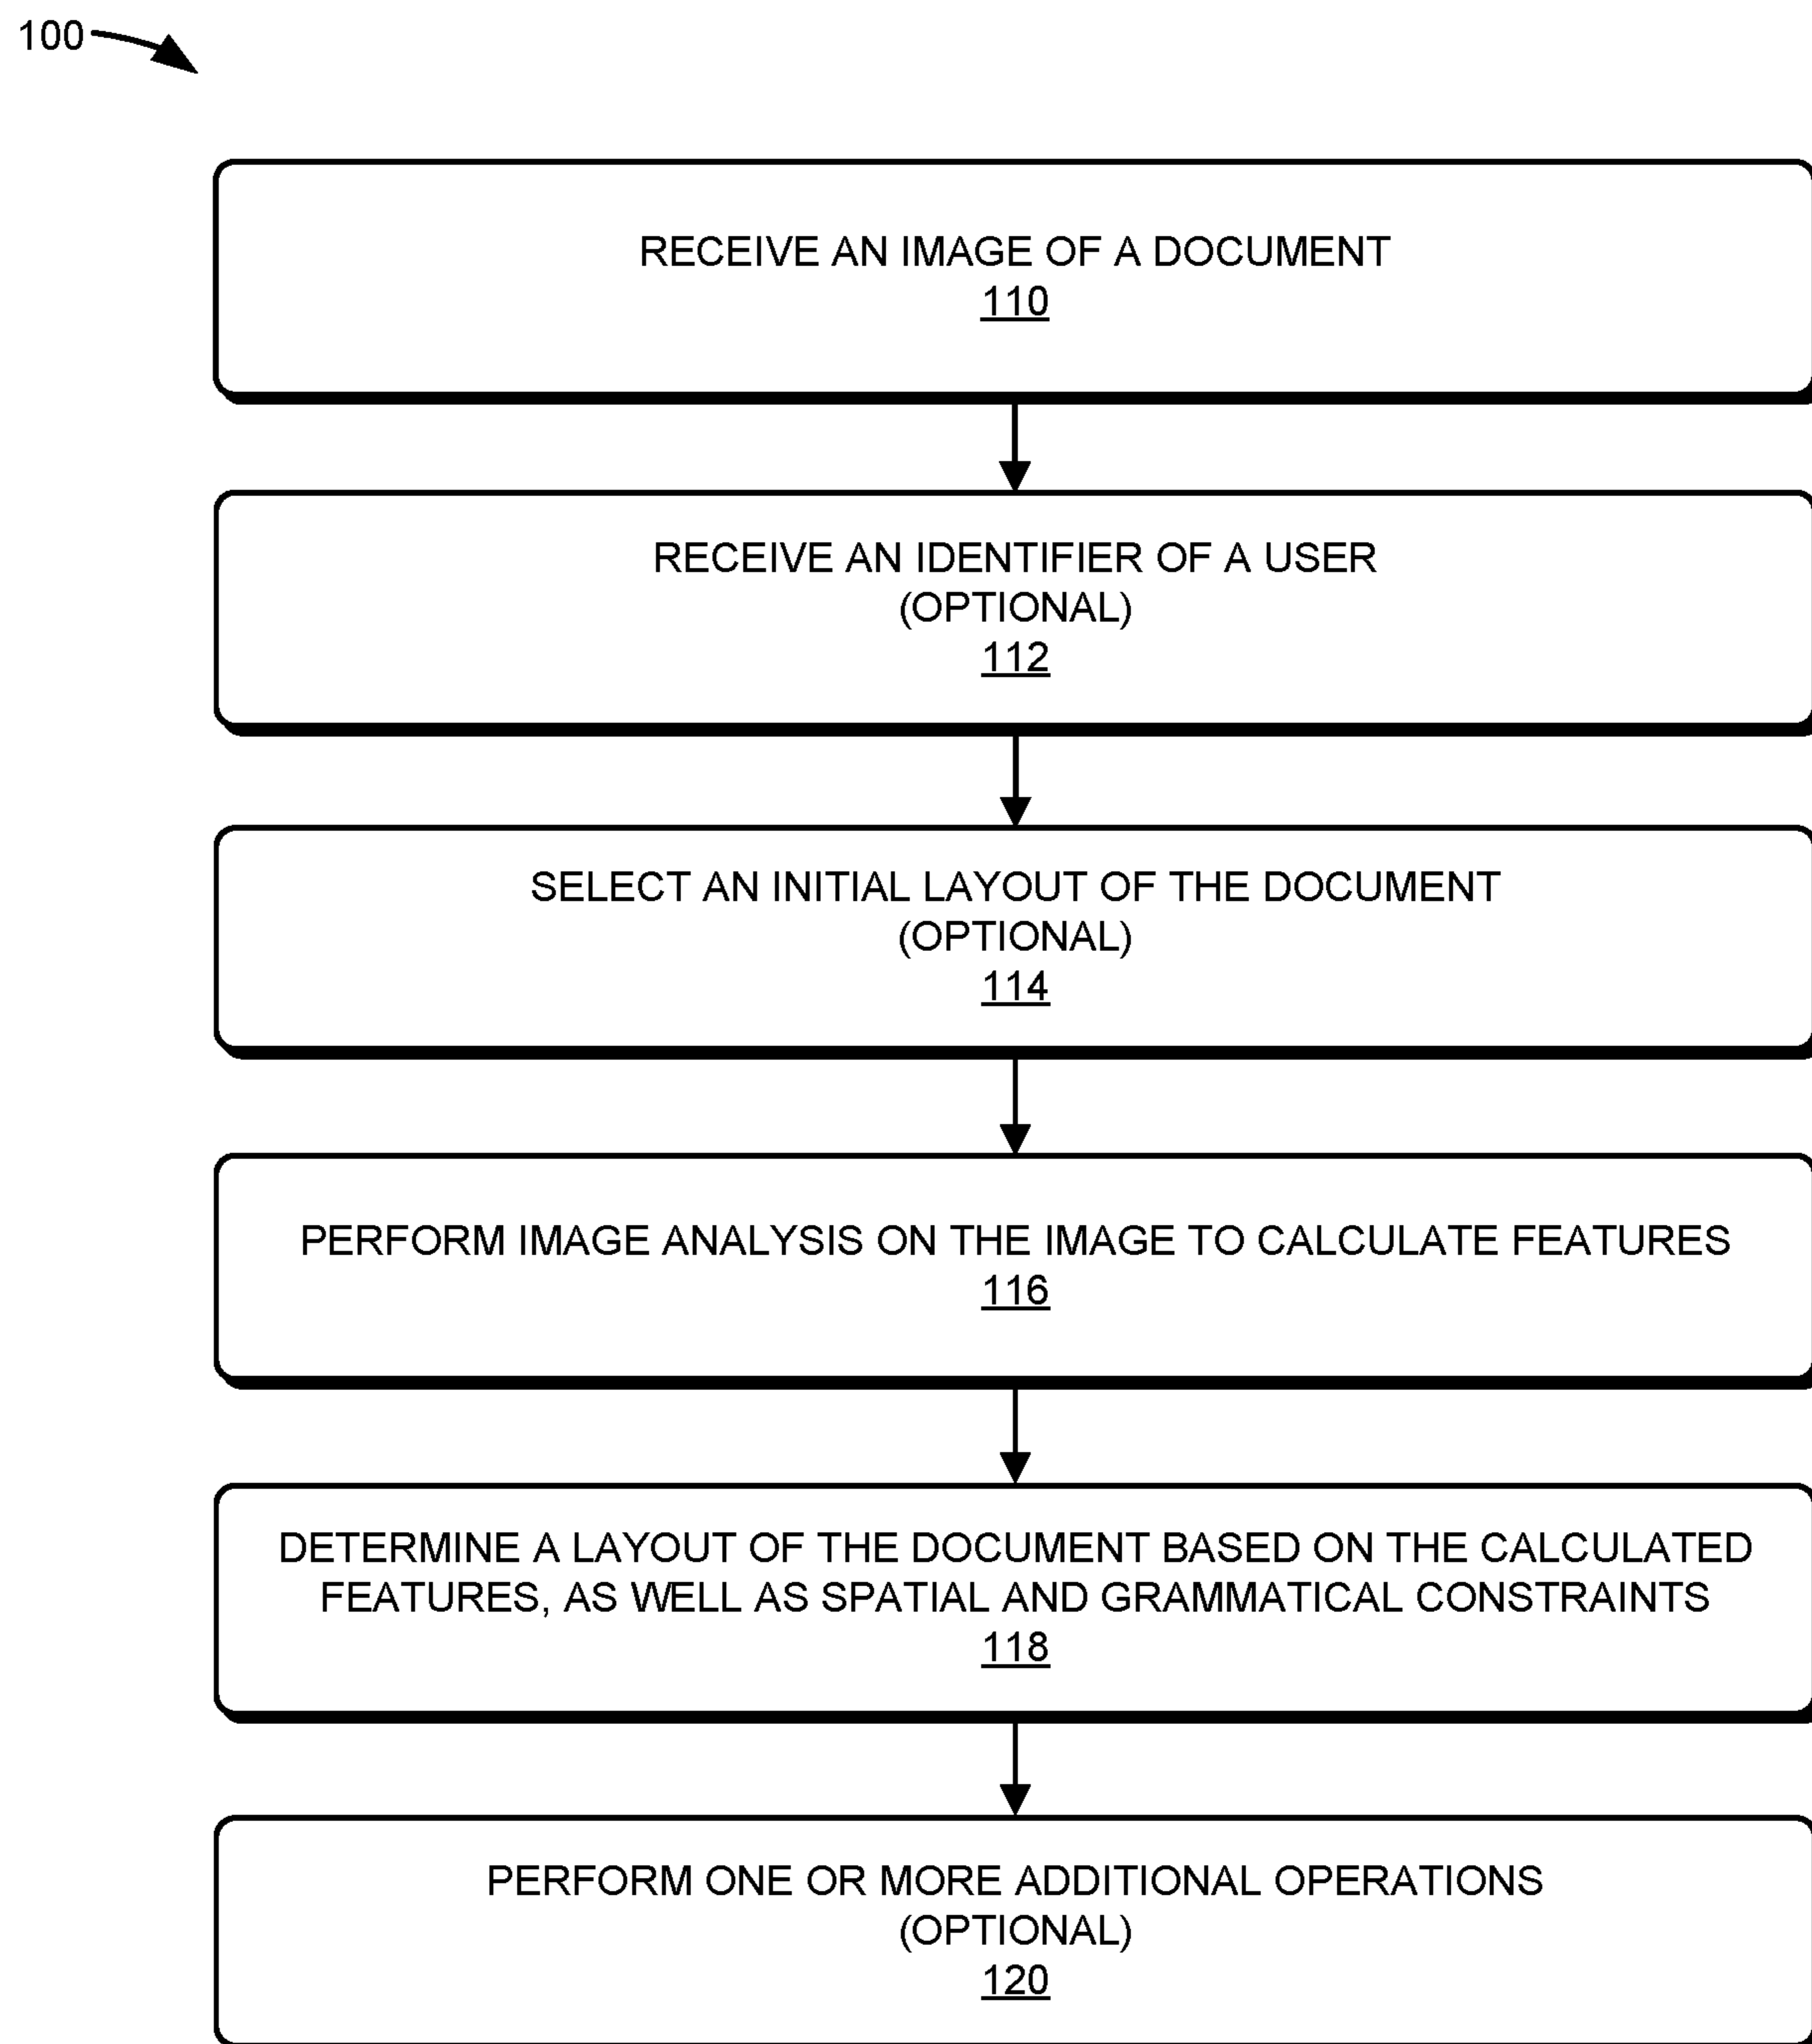 100
RECEIVE AN IMAGE OF A DOCUMENT
110
RECEIVE AN IDENTIFIER OF A USER
(OPTIONAL)
112
SELECT AN INITIAL LAYOUT OF THE DOCUMENT
(OPTIONAL)
114
PERFORM IMAGE ANALYSIS ON THE IMAGE TO CALCULATE FEATURES
116
DETERMINE A LAYOUT OF THE DOCUMENT BASED ON THE CALCULATED
FEATURES, AS WELL AS SPATIAL AND GRAMMATICAL CONSTRAINTS
118
PERFORM ONE OR MORE ADDITIONAL OPERATIONS
(OPTIONAL)
120